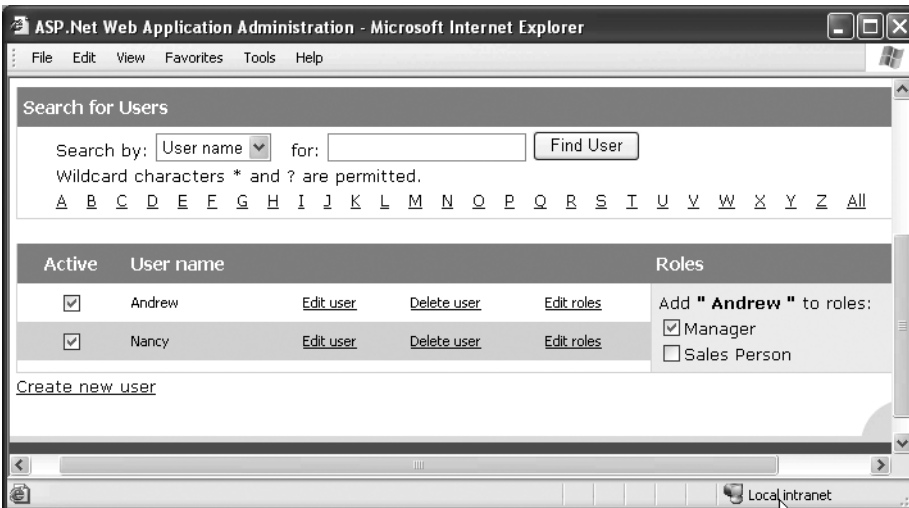 ASP.Net Web Application Administration - Microsoft Internet Explorer
File Edit View Favorites Tools Help
Search for Users
Search by: User name for: Find User
Wildcard characters * and ? are permitted.
A B C D E F G H I J K L M N O P Q R S T U V W X Y Z All
Active User name Roles
Andrew Edit user Delete user Edit roles Add " Andrew " to roles:
Manager
Nancy Edit user Delete user Edit roles
Sales Person
Create new user
Local intranet